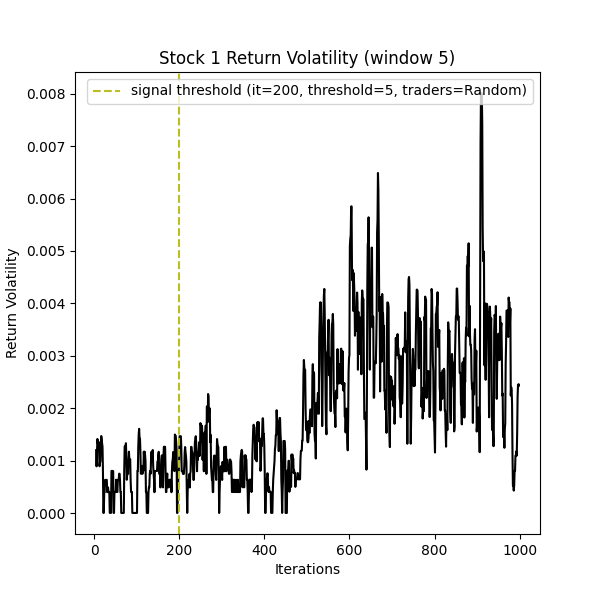 Stock 1 Return Volatility (window 5)
signal threshold (it=200, threshold=5, traders=Random)
0.008
0.007
0.006
0.005
0.004
0.003
0.002
0.001
0.000
Return Volatility
0 200 400 600 800 1000
Iterations